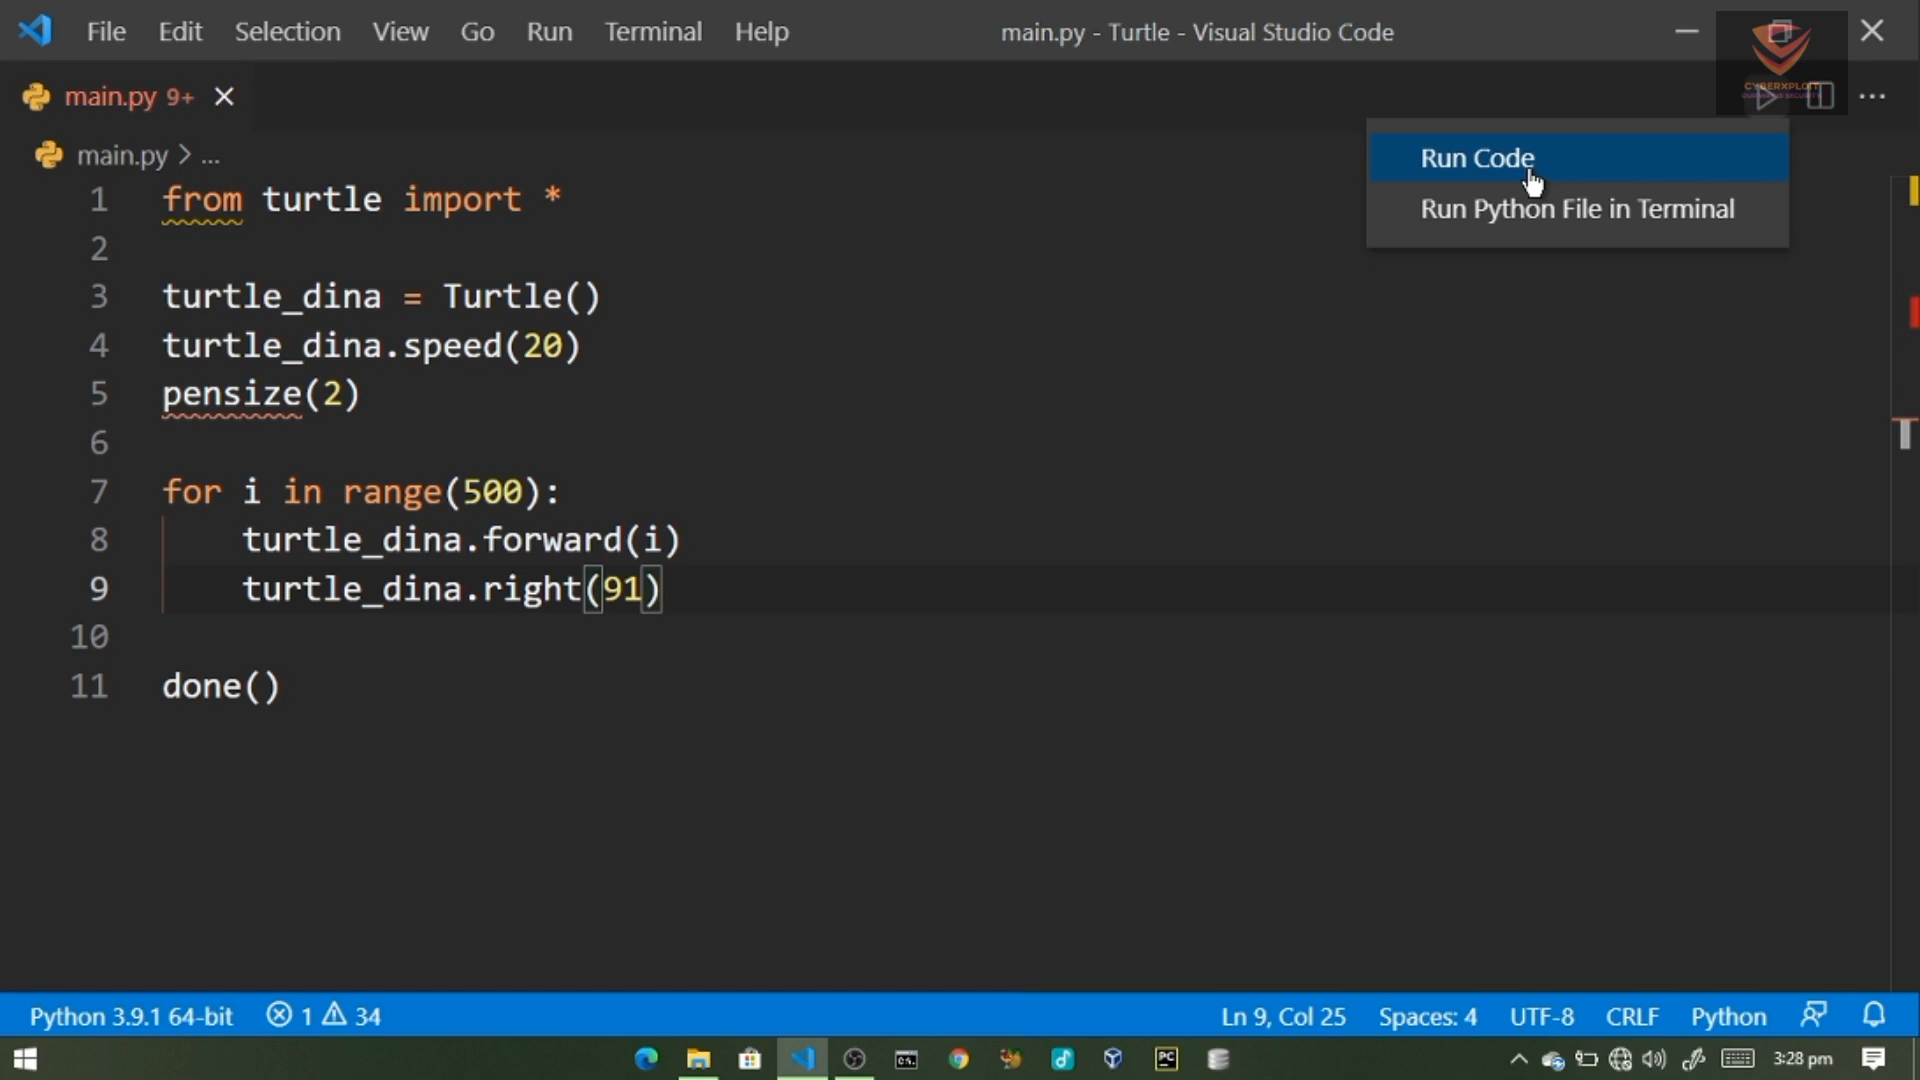 File Edit Selection View Go Run Terminal Help main.py - Turtle - Visual Studio Code
CYBERXPLOIT
main.py 9+
main.py > ...
Run Code
Run Python File in Terminal
1 from turtle import *
2
3 turtle_dina = Turtle()
4 turtle_dina.speed(20)
5 pensize(2)
6
7 for i in range(500):
8 turtle_dina.forward(i)
9 turtle_dina.right(91)
10
11 done()
Python 3.9.1 64-bit 1 34 Ln 9, Col 25 Spaces: 4 UTF-8 CRLF Python
PC 3:28 pm